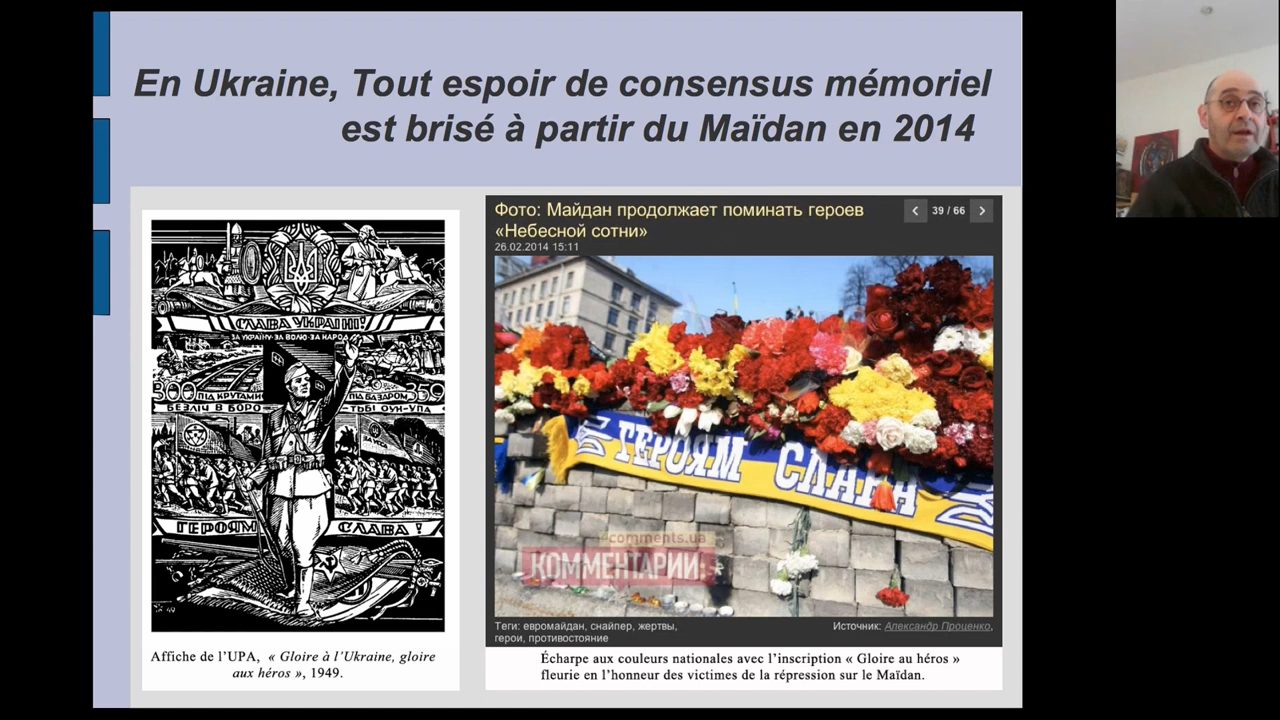 En Ukraine, Tout espoir de consensus mémoriel
est brisé à partir du Maïdan en 2014
СЛАВА УКРАЇНІ!
ЗА УКРАЇНУ·ЗА ВОЛЮ·ЗА НАРОД
300 ПІД КРУТАМИ
ПІД БАЗАРОМ 359
БЕЗЛІЧ В БОРО
ТЬБІ ОУН-УПА
ГЕРОЯМ СЛАВА!
Affiche de l'UPA, « Gloire à l'Ukraine, gloire
aux héros », 1949.
Фото: Майдан продолжает поминать героев
«Небесной сотни»
39 / 66
26.02.2014 15:11
ГЕРОЯМ СЛАВА
comments.ua
КОММЕНТАРИИ:
Теги: евромайдан, снайпер, жертвы,
герои, противостояние
Источник: Александр Проценко,
Écharpe aux couleurs nationales avec l'inscription « Gloire au héros »
fleurie en l'honneur des victimes de la répression sur le Maïdan.